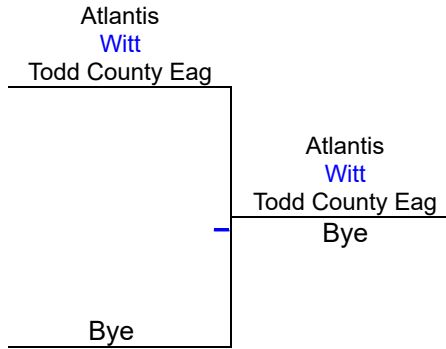 Atlantis
Witt
Todd County Eag
Atlantis
Witt
Todd County Eag
Bye
Bye